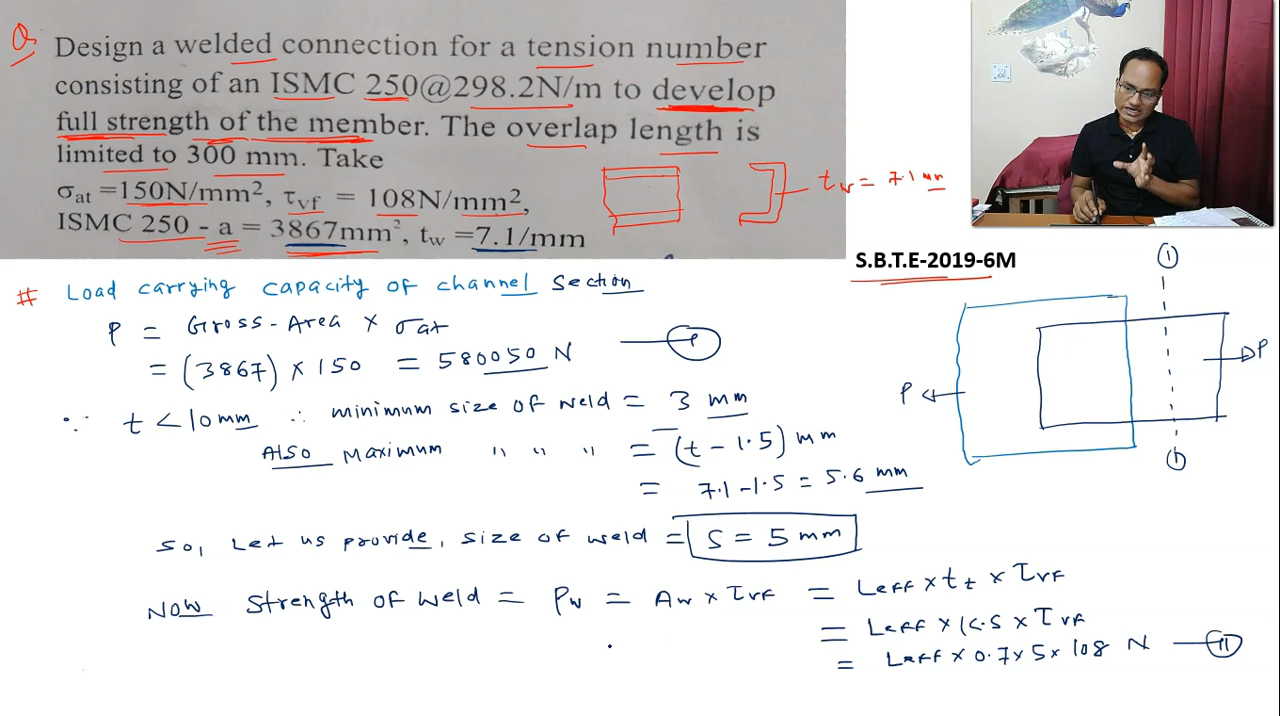 Q.
Design a welded connection for a tension number
consisting of an ISMC 250@298.2N/m to develop
full strength of the member. The overlap length is
limited to 300 mm. Take
σat =150N/mm², τvf = 108N/mm²,
ISMC 250 - a = 3867mm², tw =7.1/mm
tw = 7.1 mm
S.B.T.E-2019-6M
# Load carrying capacity of channel section
P = Gross-Area × σat
= (3867) × 150 = 580050 N — (I)
∵ t < 10mm ∴ minimum size of weld = 3 mm
Also Maximum " " " = (t - 1.5) mm
= 7.1 - 1.5 = 5.6 mm
So, Let us provide, size of weld = S = 5 mm
Now Strength of weld = Pw = Aw × τvf = Leff × tt × τvf
= Leff × K.S × τvf
= Leff × 0.7 × 5 × 108 N — (II)
(1)
P
P
(1)